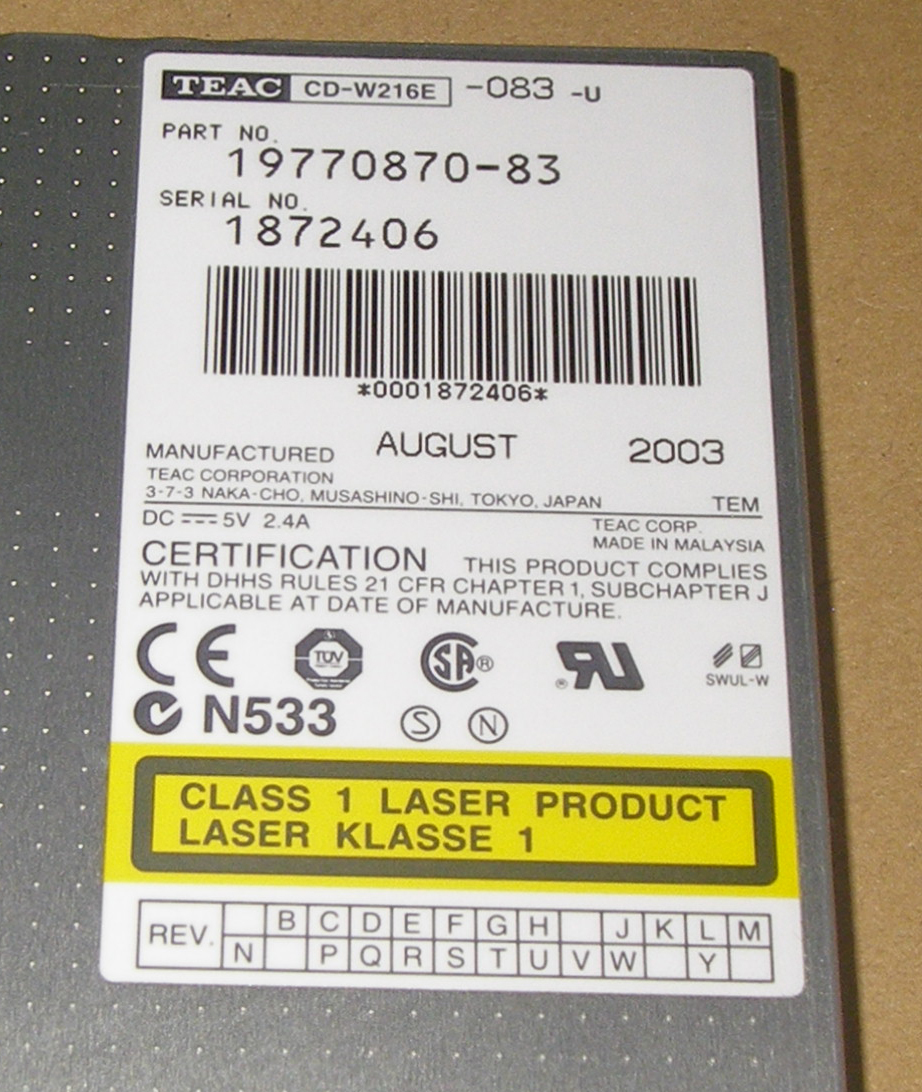 TEAC CD-W216E -083 -U
PART NO.
19770870-83
SERIAL NO.
1872406
*0001872406*
MANUFACTURED AUGUST 2003
TEAC CORPORATION
3-7-3 NAKA-CHO, MUSASHINO-SHI, TOKYO, JAPAN TEM
DC 5V 2.4A
TEAC CORP.
MADE IN MALAYSIA
CERTIFICATION THIS PRODUCT COMPLIES
WITH DHHS RULES 21 CFR CHAPTER 1, SUBCHAPTER J
APPLICABLE AT DATE OF MANUFACTURE.
CE TÜV SA® ®RU SWUL-W
N533 S N
CLASS 1 LASER PRODUCT
LASER KLASSE 1
REV. B C D E F G H J K L M
N P Q R S T U V W Y